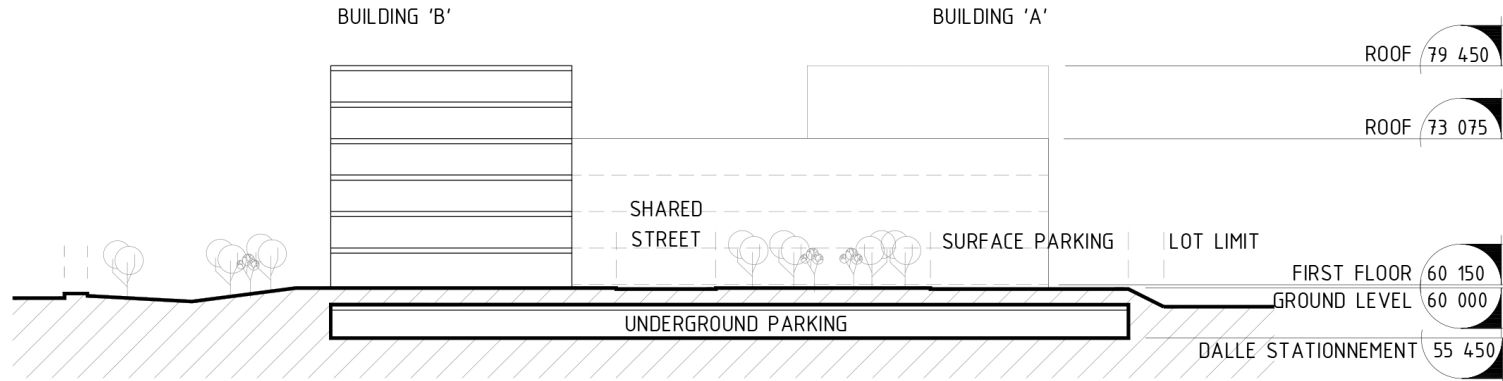 BUILDING 'B'
BUILDING 'A'
ROOF 79 450
ROOF 73 075
SHARED
STREET
SURFACE PARKING
LOT LIMIT
FIRST FLOOR 60 150
GROUND LEVEL 60 000
UNDERGROUND PARKING
DALLE STATIONNEMENT 55 450